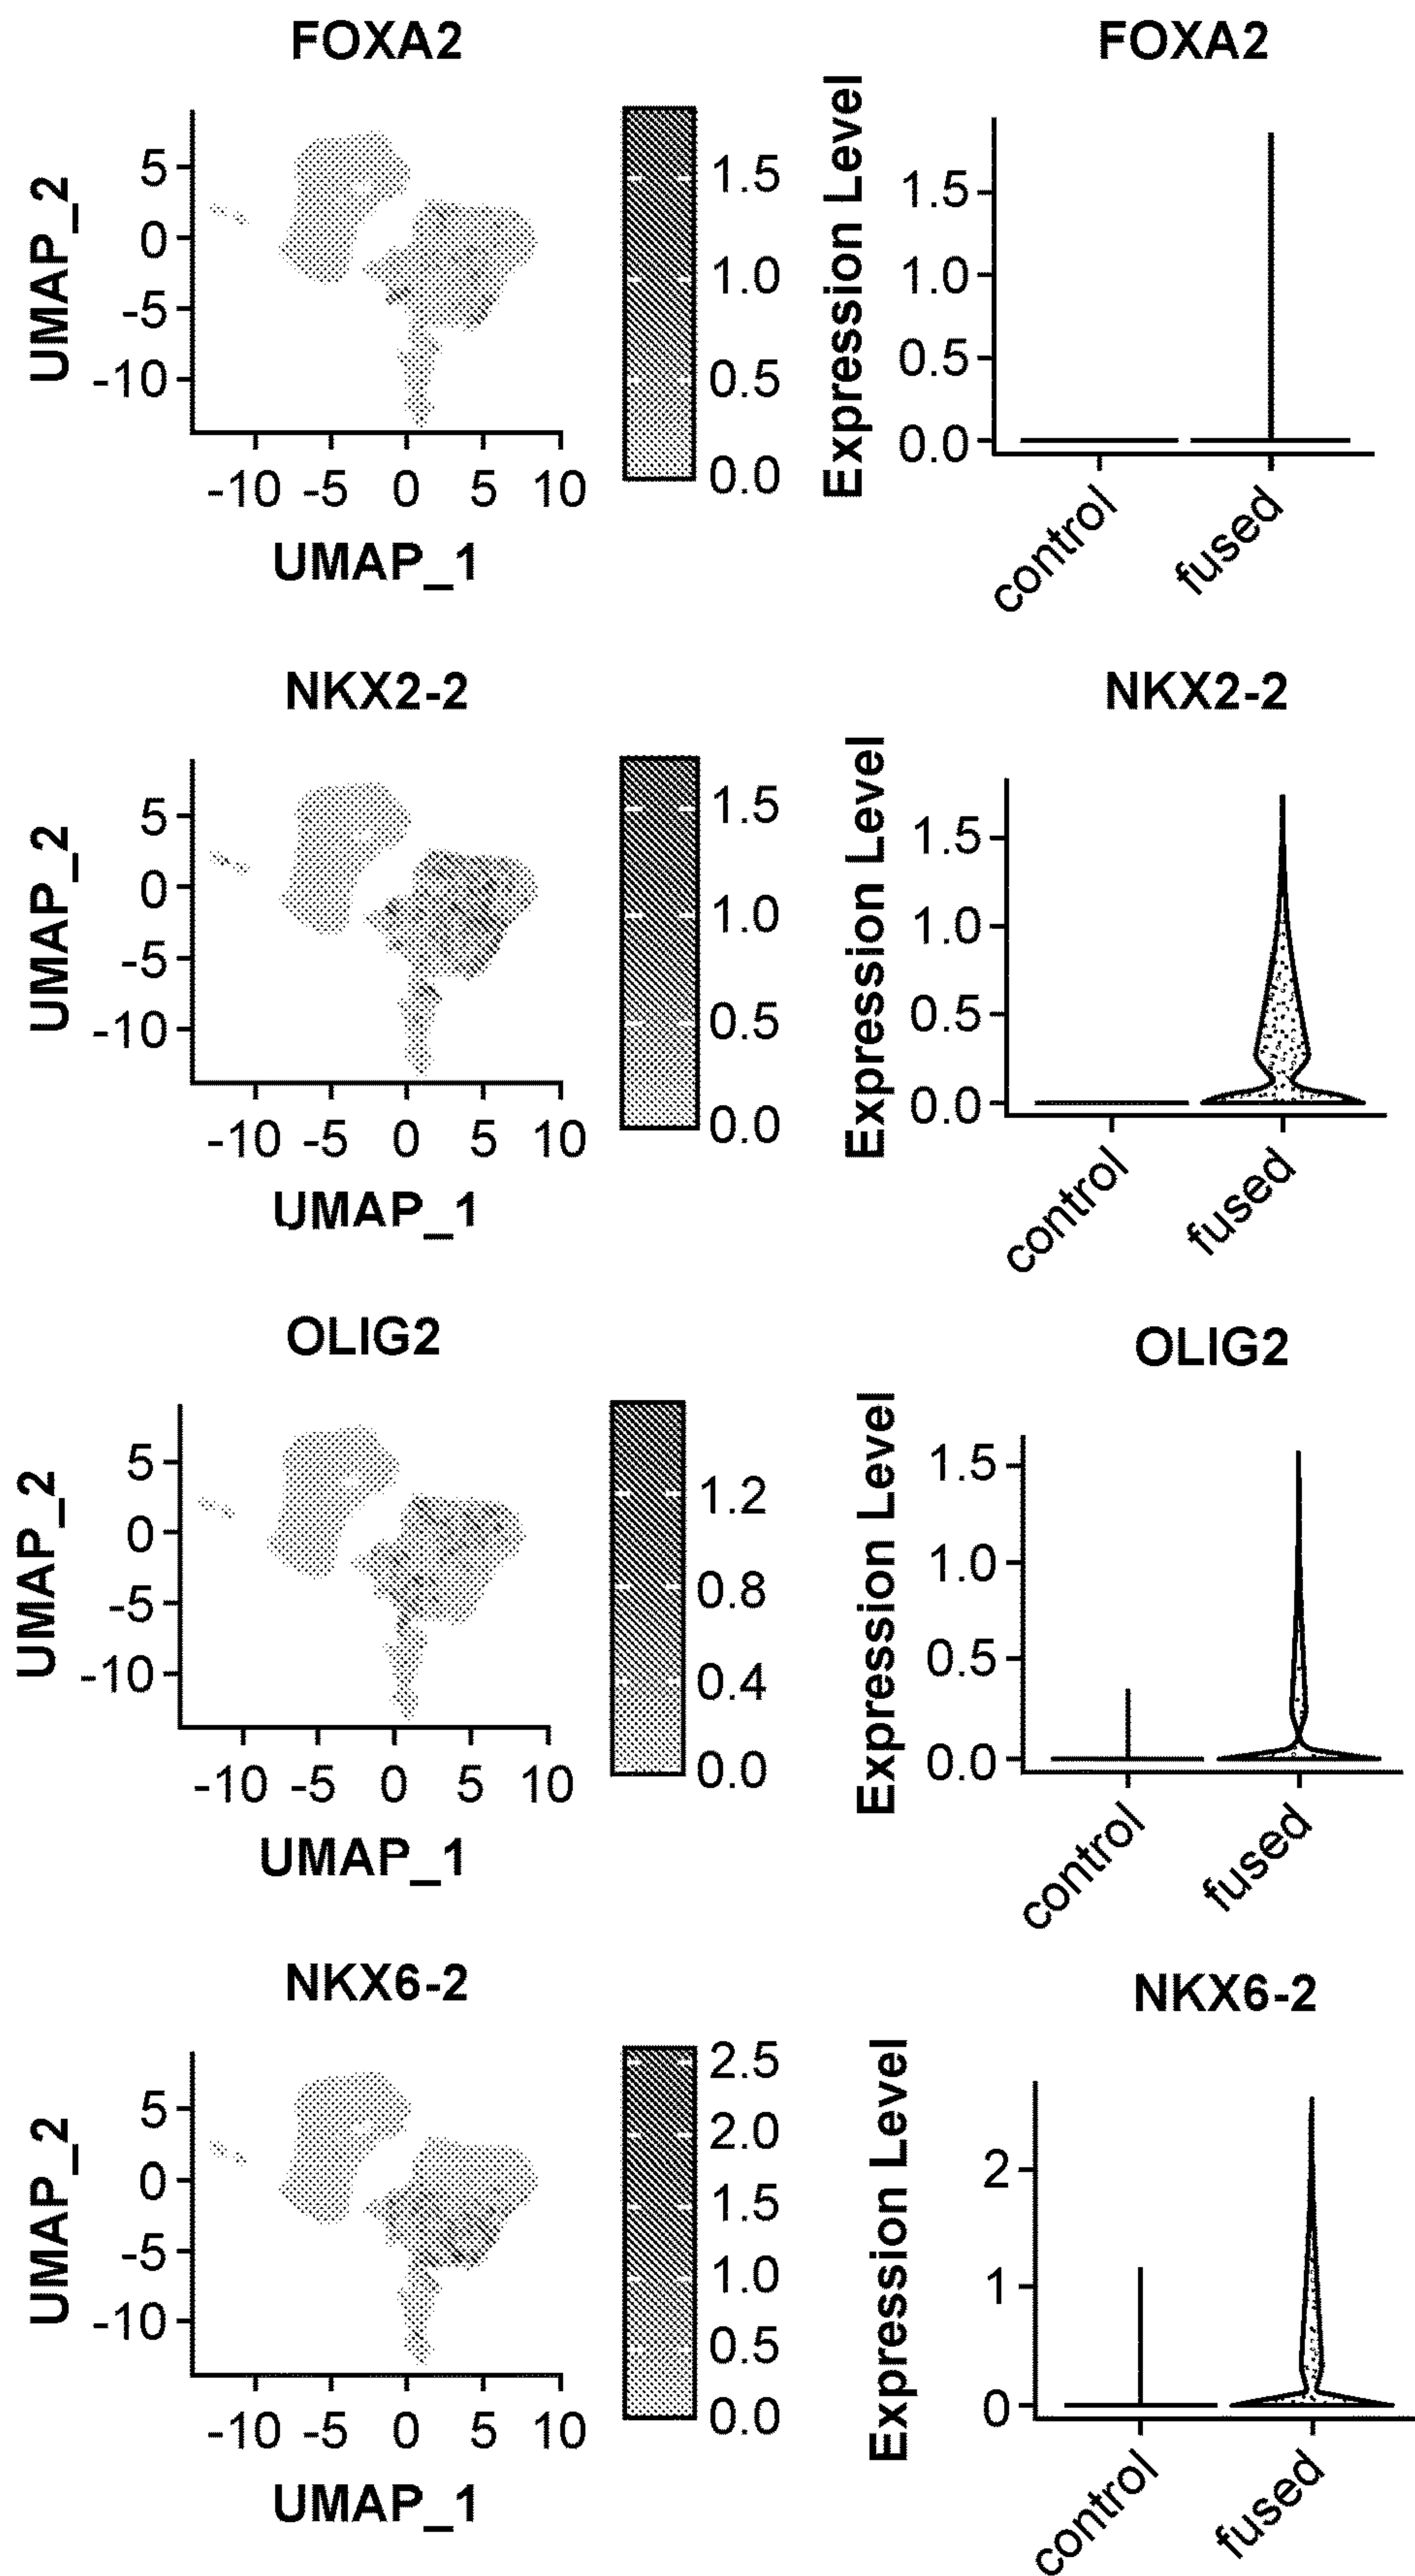 FOXA2
FOXA2
UMAP_2
5
0
-5
-10
-10 -5 0 5 10
UMAP_1
1.5
1.0
0.5
0.0
Expression Level
1.5
1.0
0.5
0.0
control
fused
NKX2-2
NKX2-2
UMAP_2
5
0
-5
-10
-10 -5 0 5 10
UMAP_1
1.5
1.0
0.5
0.0
Expression Level
1.5
1.0
0.5
0.0
control
fused
OLIG2
OLIG2
UMAP_2
5
0
-5
-10
-10 -5 0 5 10
UMAP_1
1.2
0.8
0.4
0.0
Expression Level
1.5
1.0
0.5
0.0
control
fused
NKX6-2
NKX6-2
UMAP_2
5
0
-5
-10
-10 -5 0 5 10
UMAP_1
2.5
2.0
1.5
1.0
0.5
0.0
Expression Level
2
1
0
control
fused